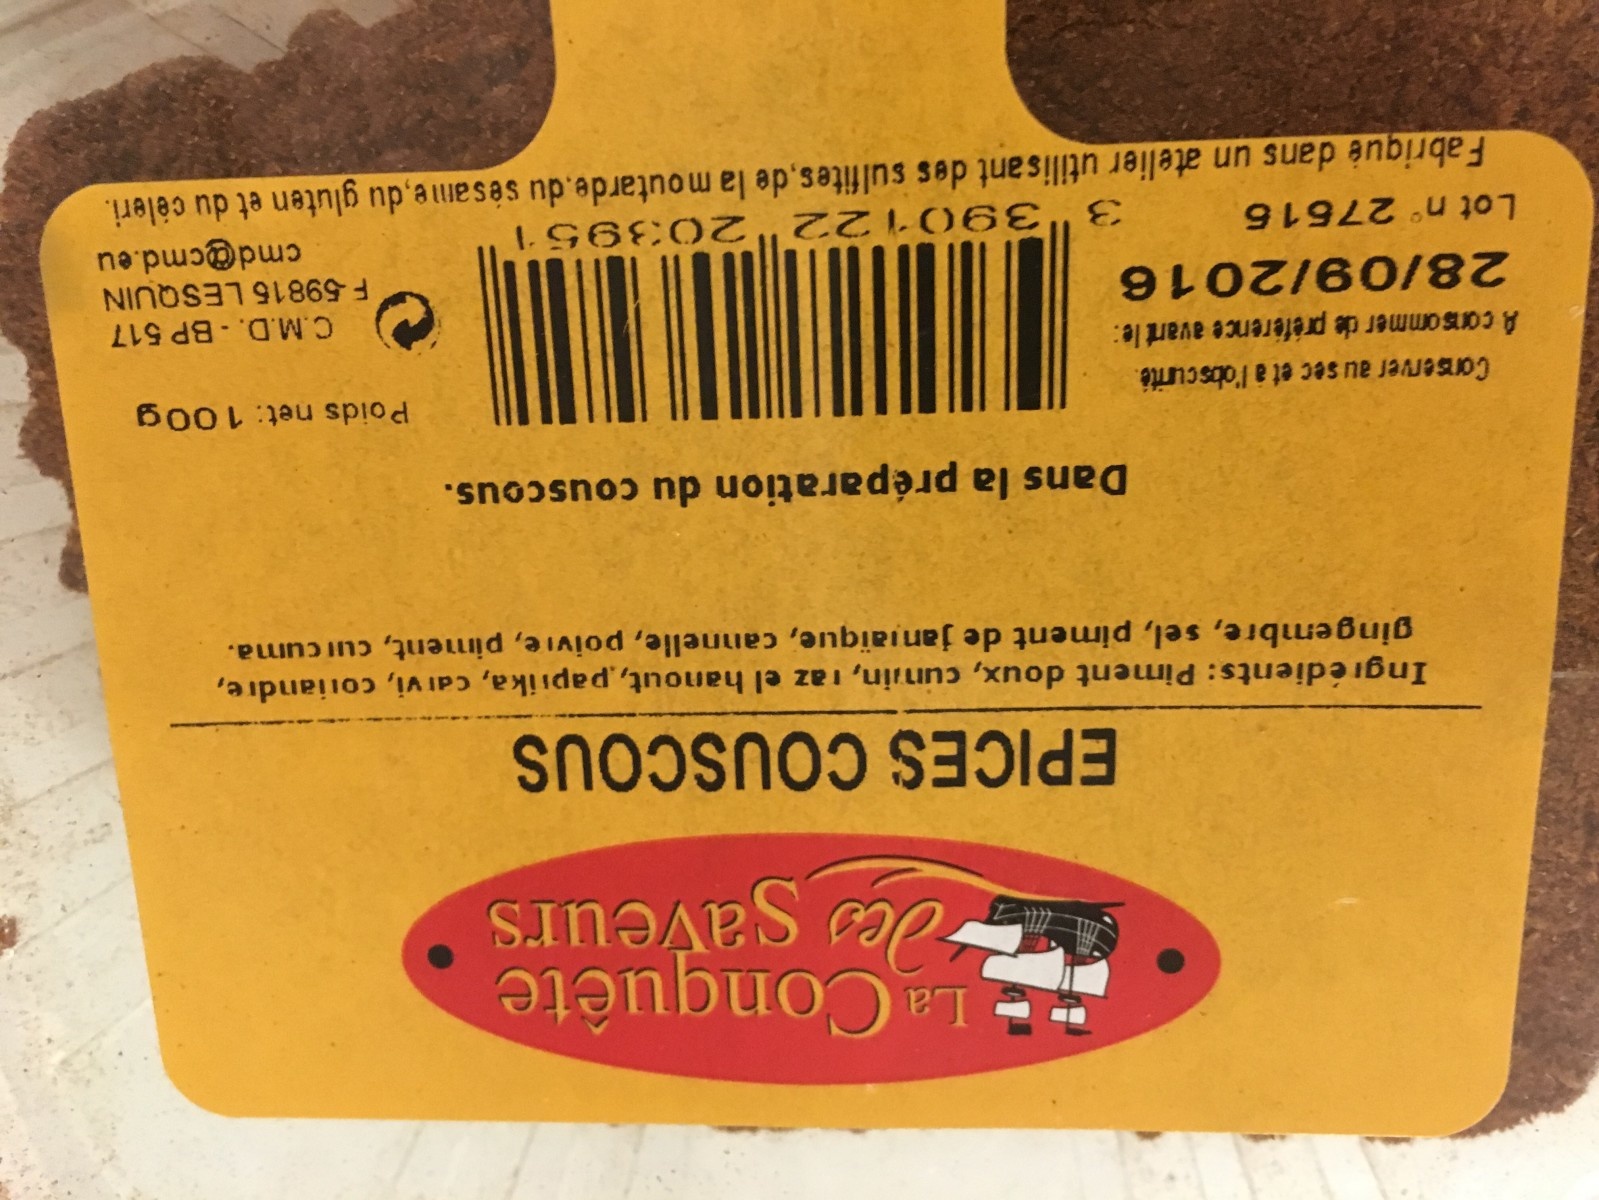 La Conquête
des Saveurs
EPICES COUSCOUS
Ingrédients: Piment doux, cumin, raz el hanout, paprika, carvi, coriandre,
gingembre, sel, piment de jamaïque, cannelle, poivre, piment, curcuma.
Dans la préparation du couscous.
Conserver au sec et a l'obscurité.
A consommer de préférence avant le:
28/09/2016
Lot n° 27515
3 390122 203951
Poids net: 100g
C.M.D. - BP 517
F-59815 LESQUIN
cmd@cmd.eu
Fabriqué dans un atelier utilisant des sulfites,de la moutarde,du sésame,du gluten et du céleri.